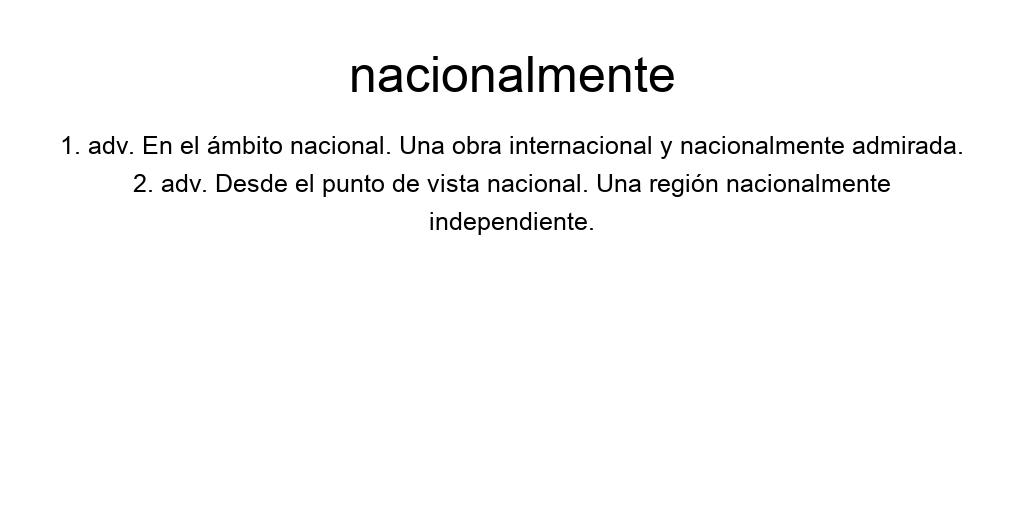 nacionalmente
1. adv. En el ámbito nacional. Una obra internacional y nacionalmente admirada.
2. adv. Desde el punto de vista nacional. Una región nacionalmente
independiente.